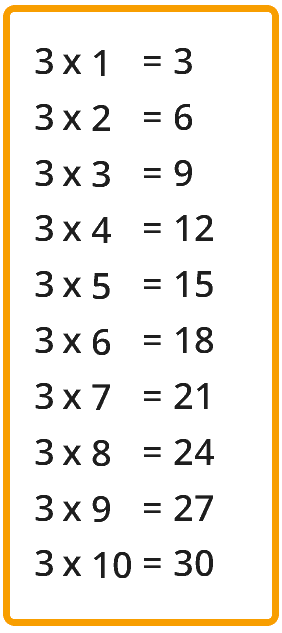 3 x 1 = 3
3 x 2 = 6
3 x 3 = 9
3 x 4 = 12
3 x 5 = 15
3 x 6 = 18
3 x 7 = 21
3 x 8 = 24
3 x 9 = 27
3 x 10 = 30